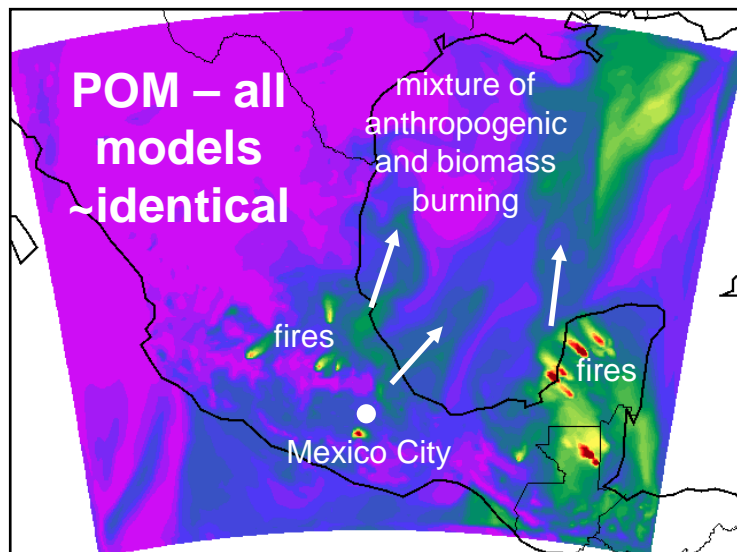 POM – all
models
~identical
mixture of
anthropogenic
and biomass
burning
fires
fires
Mexico City